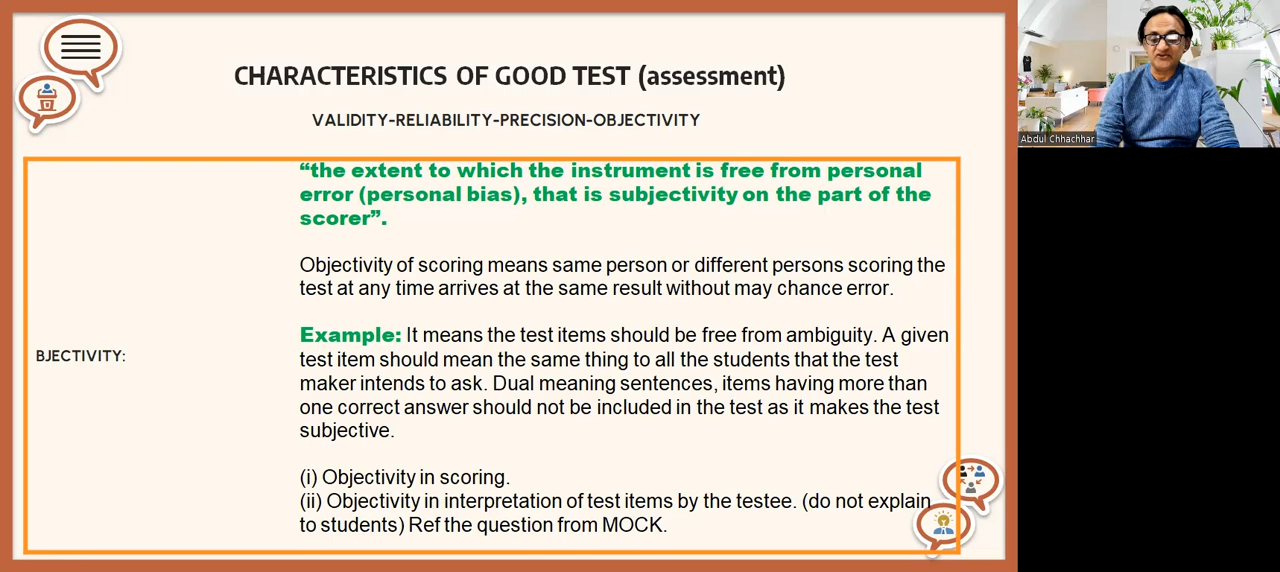 CHARACTERISTICS OF GOOD TEST (assessment)
VALIDITY-RELIABILITY-PRECISION-OBJECTIVITY
“the extent to which the instrument is free from personal
error (personal bias), that is subjectivity on the part of the
scorer”.
Objectivity of scoring means same person or different persons scoring the
test at any time arrives at the same result without may chance error.
Example: It means the test items should be free from ambiguity. A given
test item should mean the same thing to all the students that the test
maker intends to ask. Dual meaning sentences, items having more than
one correct answer should not be included in the test as it makes the test
subjective.
BJECTIVITY:
(i) Objectivity in scoring.
(ii) Objectivity in interpretation of test items by the testee. (do not explain
to students) Ref the question from MOCK.
Abdul Chhachhar